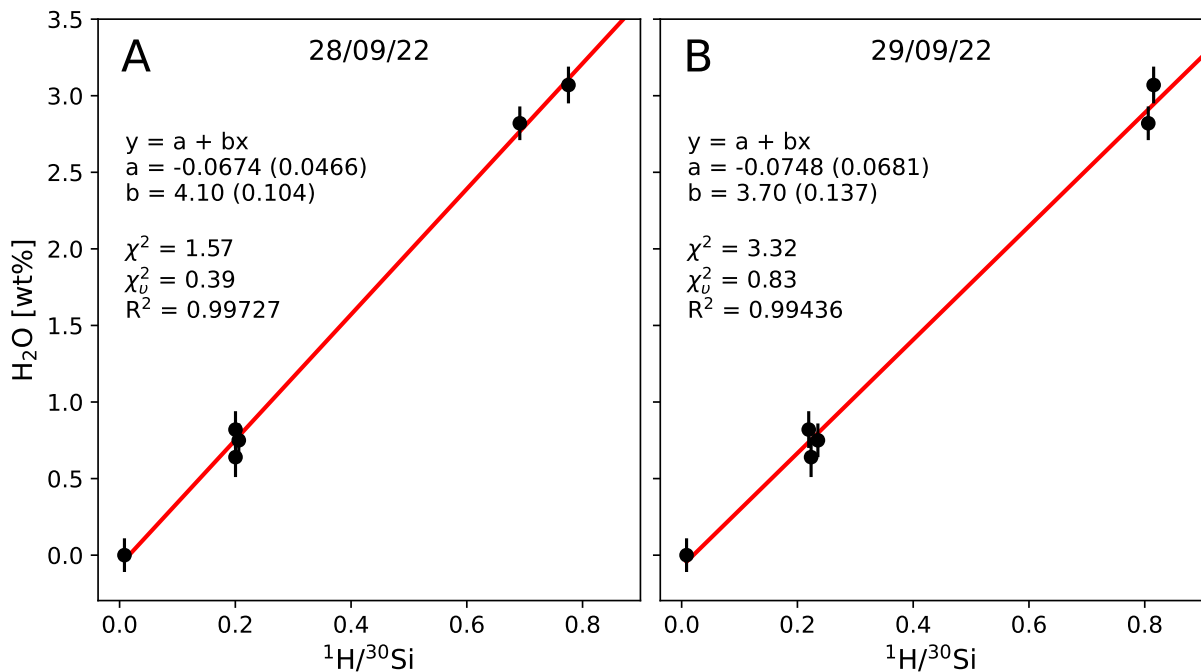 A
28/09/22
y = a + bx
a = -0.0674 (0.0466)
b = 4.10 (0.104)
χ² = 1.57
χ²ᵤ = 0.39
R² = 0.99727
B
29/09/22
y = a + bx
a = -0.0748 (0.0681)
b = 3.70 (0.137)
χ² = 3.32
χ²ᵤ = 0.83
R² = 0.99436
H₂O [wt%]
3.5
3.0
2.5
2.0
1.5
1.0
0.5
0.0
0.0 0.2 0.4 0.6 0.8
0.0 0.2 0.4 0.6 0.8
¹H/³⁰Si
¹H/³⁰Si